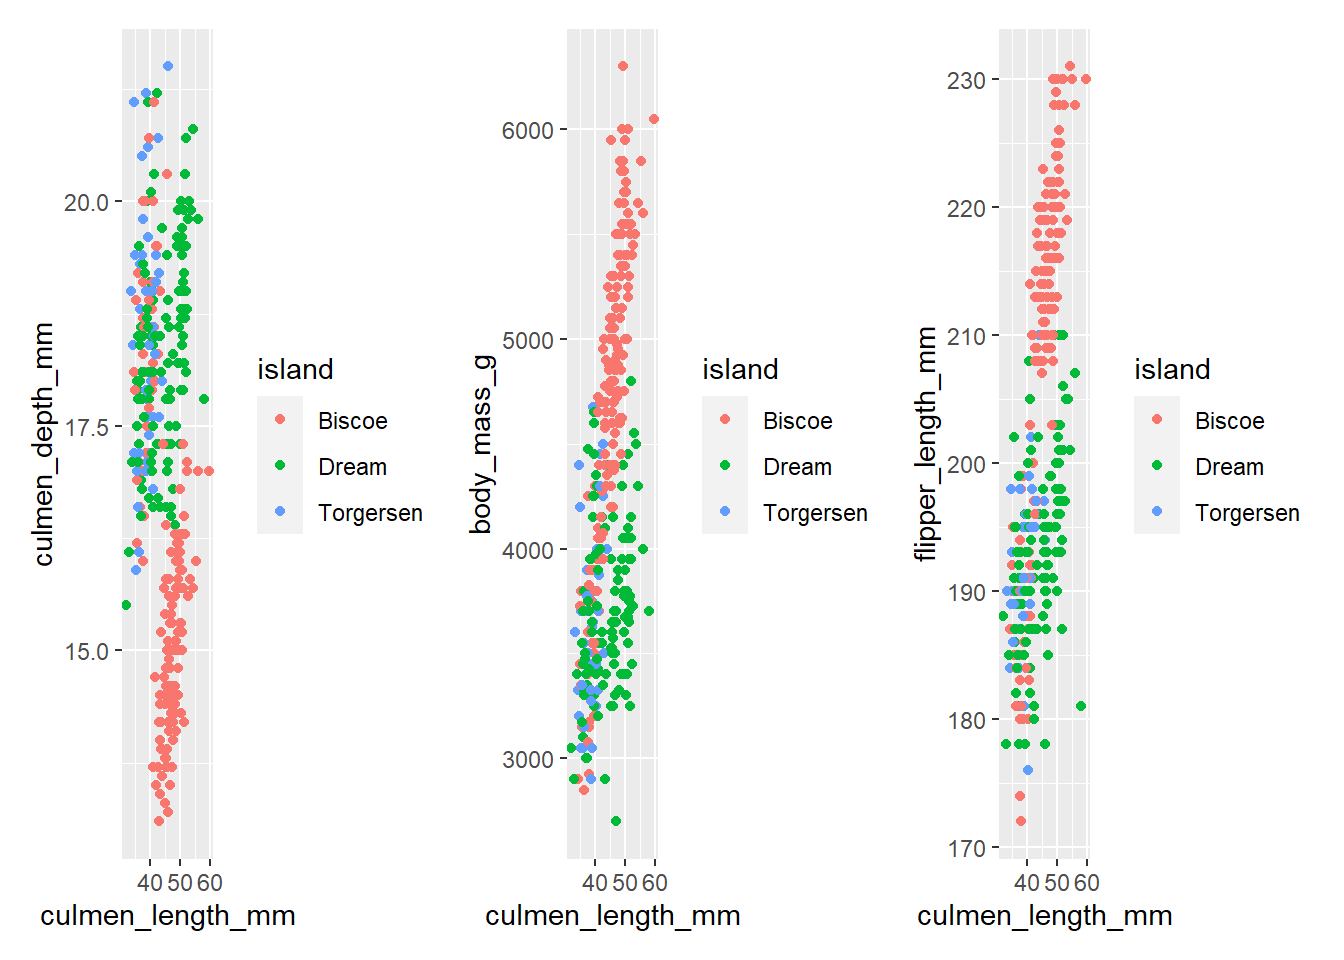 culmen_depth_mm
20.0
17.5
15.0
40 50 60
culmen_length_mm
island
Biscoe
Dream
Torgersen
body_mass_g
6000
5000
4000
3000
40 50 60
culmen_length_mm
island
Biscoe
Dream
Torgersen
flipper_length_mm
230
220
210
200
190
180
170
40 50 60
culmen_length_mm
island
Biscoe
Dream
Torgersen